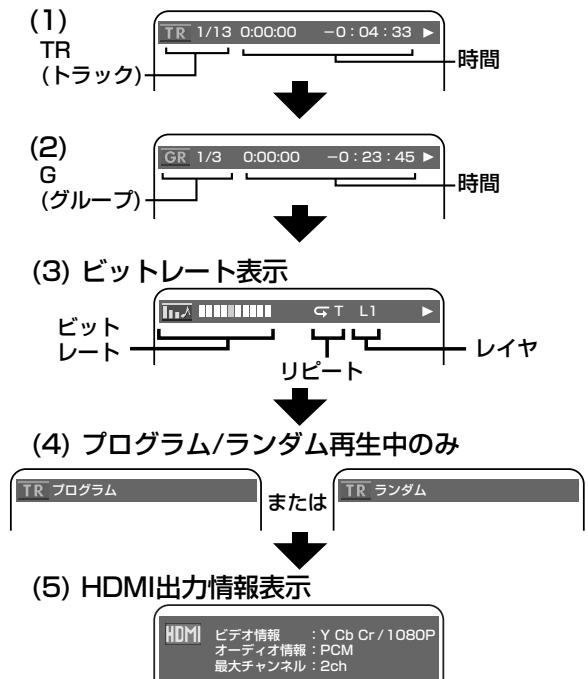 (1)
TR
(トラック)
TR 1/13 0:00:00 −0:04:33 ►
時間
(2)
G
(グループ)
GR 1/3 0:00:00 −0:23:45 ►
時間
(3) ビットレート表示
T L1 ►
ビット
レート
リピート
レイヤ
(4) プログラム/ランダム再生中のみ
TR プログラム
または
TR ランダム
(5) HDMI出力情報表示
HDMI ビデオ情報 :Y Cb Cr/1080P
オーディオ情報:PCM
最大チャンネル:2ch